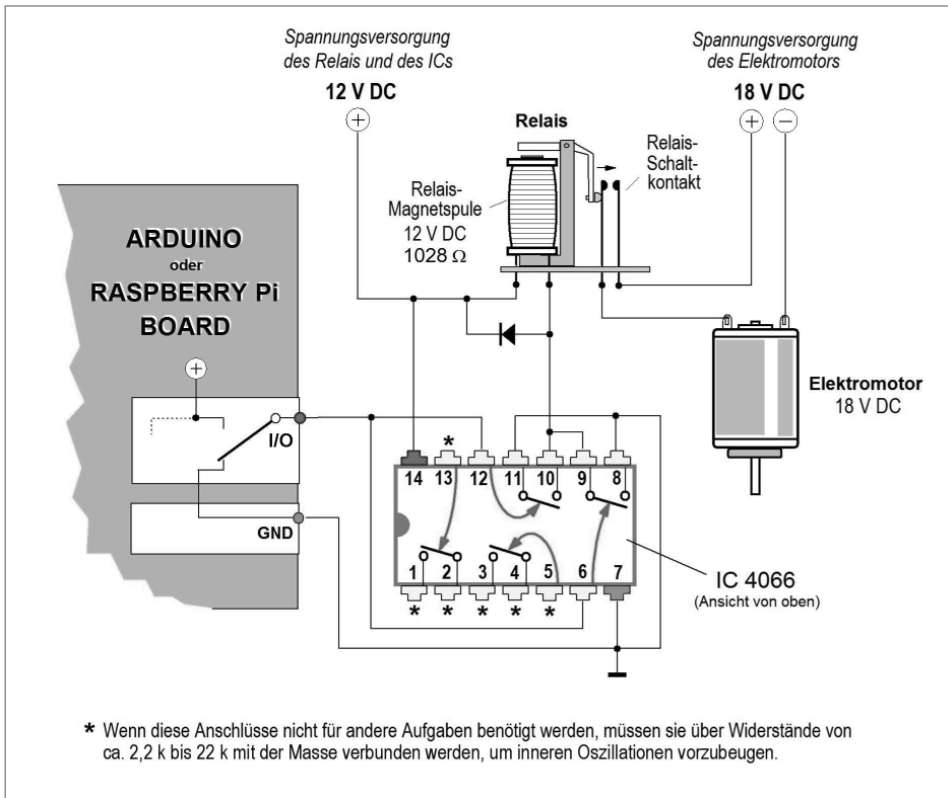 Spannungsversorgung
des Relais und des ICs
12 V DC
+
Spannungsversorgung
des Elektromotors
18 V DC
+ −
Relais
Relais-
Schalt-
kontakt
Relais-
Magnetspule
12 V DC
1028 Ω
ARDUINO
oder
RASPBERRY Pi
BOARD
+
I/O
GND
Elektromotor
18 V DC
*
14 13 12 11 10 9 8
1 2 3 4 5 6 7
* * * * *
IC 4066
(Ansicht von oben)
* Wenn diese Anschlüsse nicht für andere Aufgaben benötigt werden, müssen sie über Widerstände von
ca. 2,2 k bis 22 k mit der Masse verbunden werden, um inneren Oszillationen vorzubeugen.